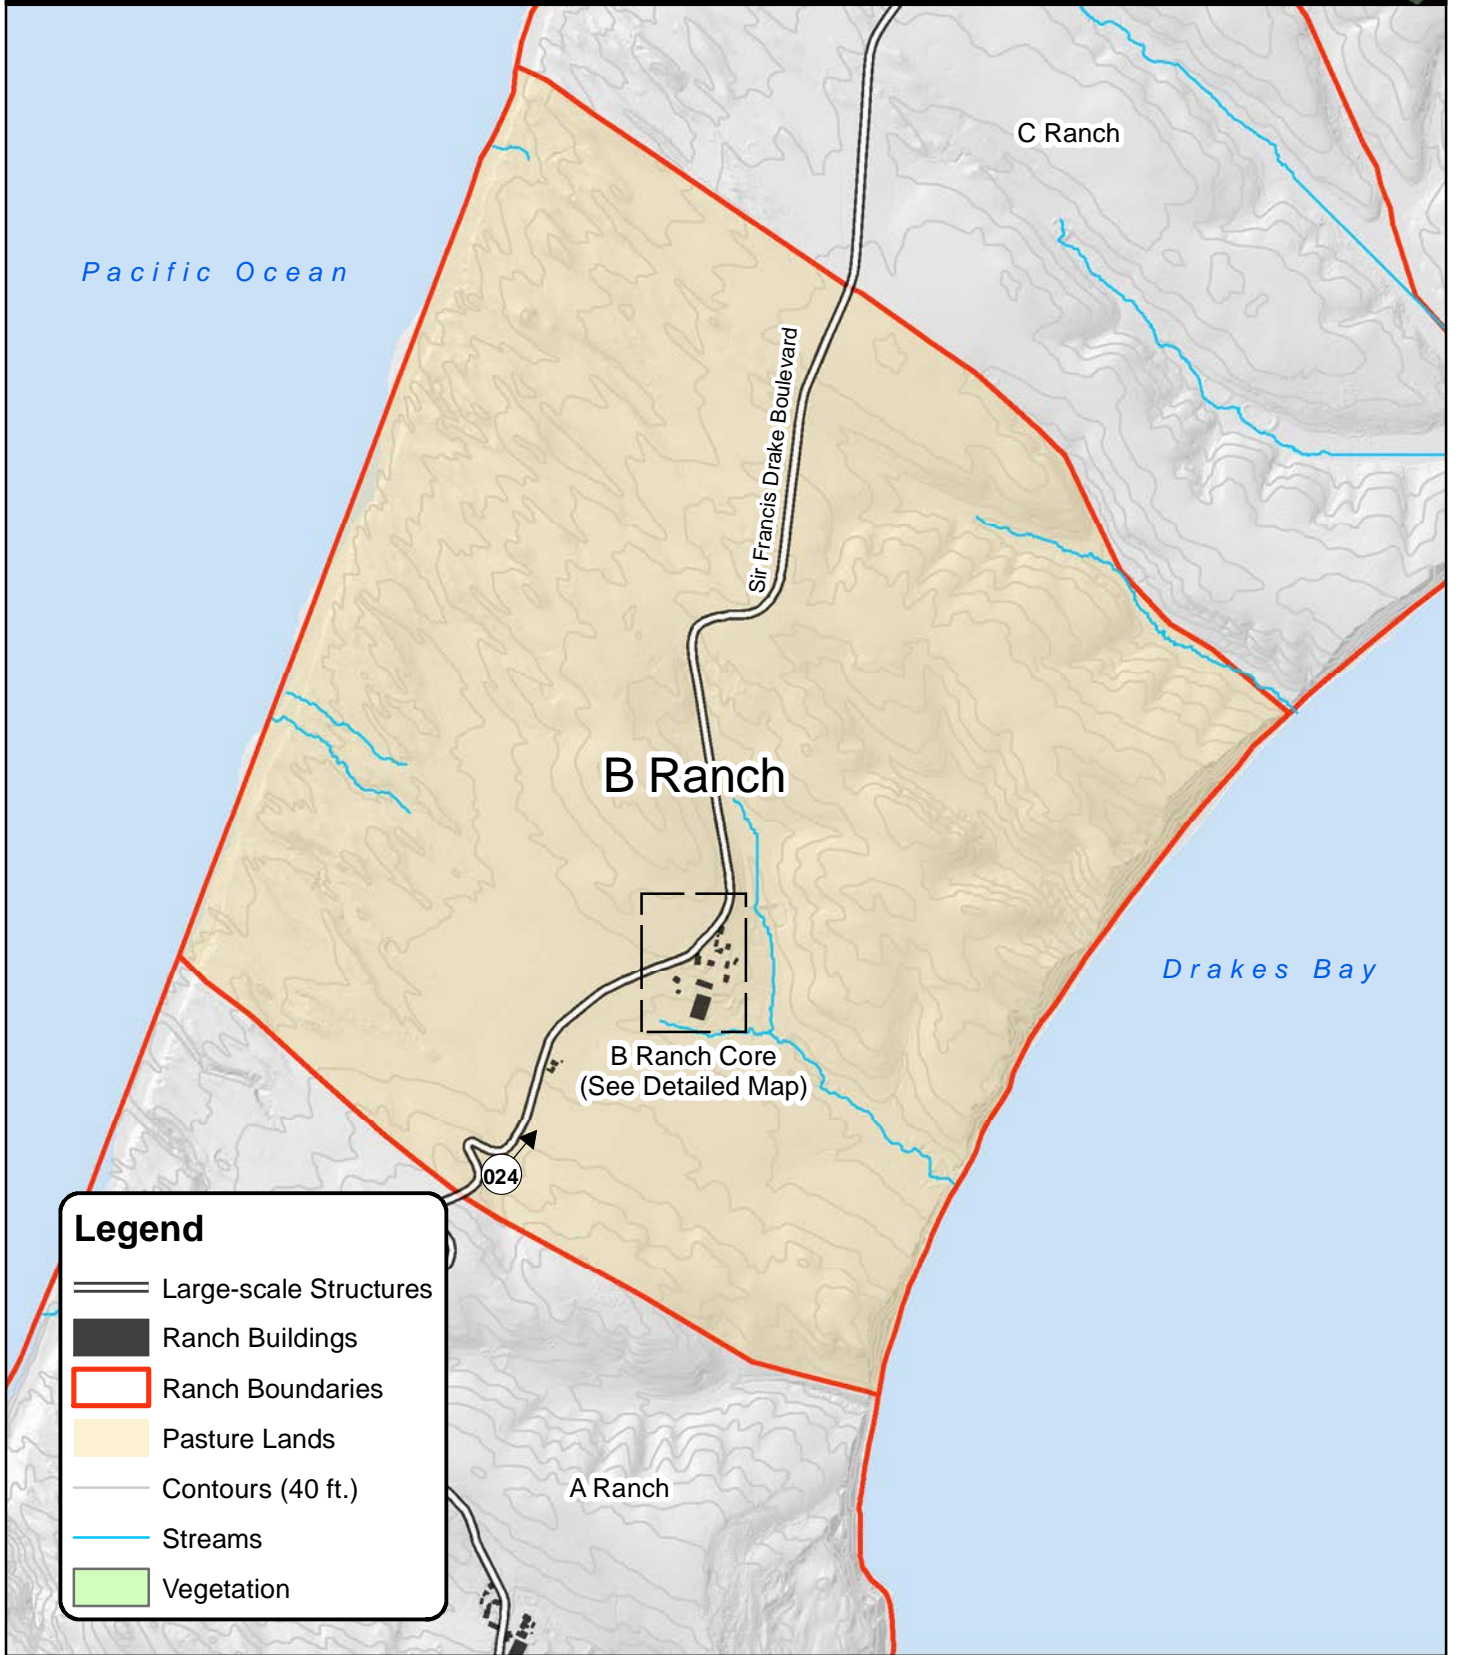 C Ranch
Pacific Ocean
Sir Francis Drake Boulevard
B Ranch
Drakes Bay
B Ranch Core
(See Detailed Map)
024
Legend
Large-scale Structures
Ranch Buildings
Ranch Boundaries
Pasture Lands
Contours (40 ft.)
Streams
Vegetation
A Ranch